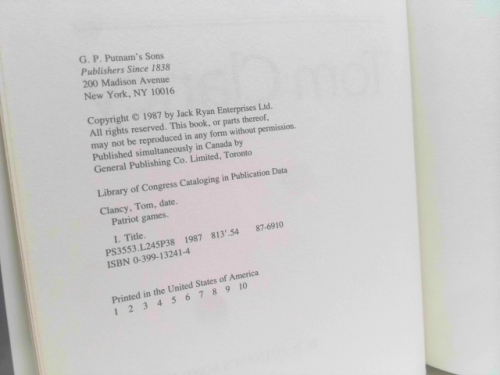 G. P. Putnam's Sons
Publishers Since 1838
200 Madison Avenue
New York, NY 10016
Copyright © 1987 by Jack Ryan Enterprises Ltd.
All rights reserved. This book, or parts thereof,
may not be reproduced in any form without permission.
Published simultaneously in Canada by
General Publishing Co. Limited, Toronto
Library of Congress Cataloging in Publication Data
Clancy, Tom, date.
Patriot games.
I. Title.
PS3553.L245P38 1987 813'.54 87-6910
ISBN 0-399-13241-4
Printed in the United States of America
1 2 3 4 5 6 7 8 9 10